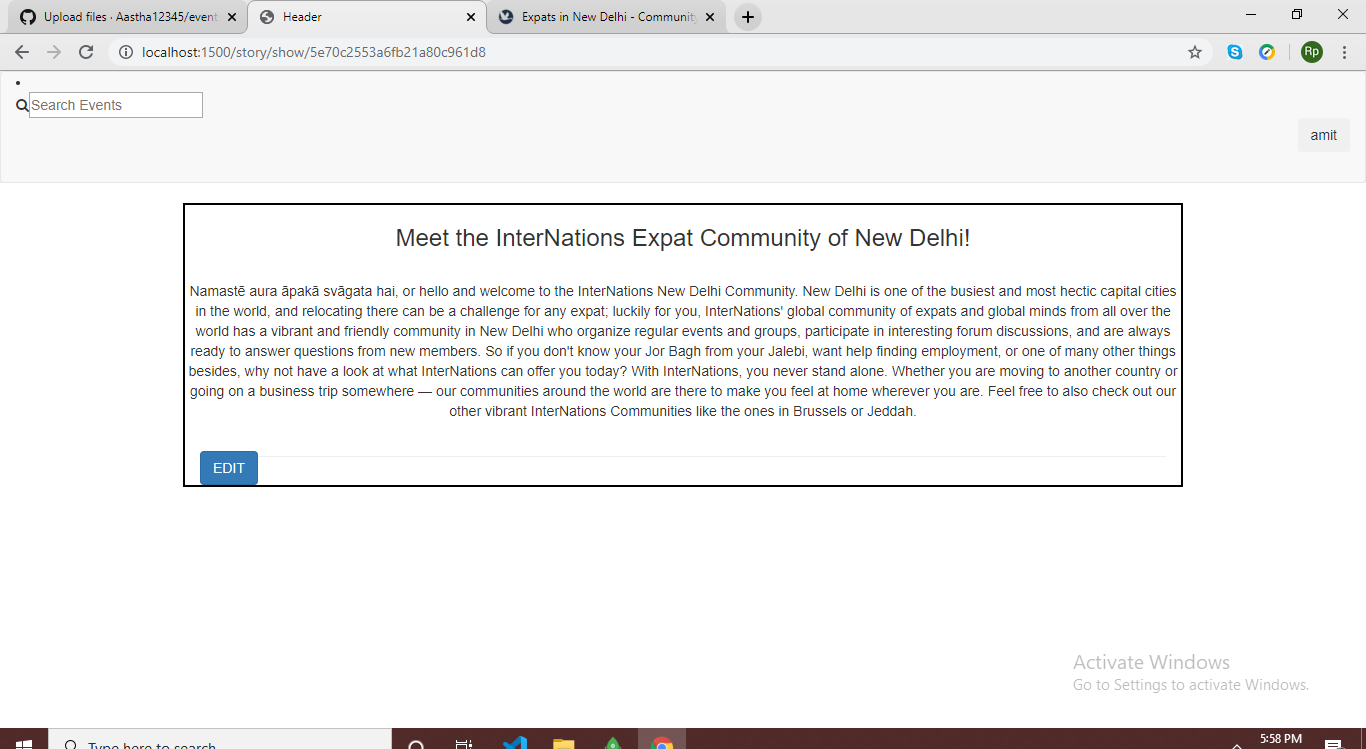 Upload files · Aastha12345/event
Header
Expats in New Delhi - Community
localhost:1500/story/show/5e70c2553a6fb21a80c961d8
Rp
Search Events
amit
Meet the InterNations Expat Community of New Delhi!
Namastē aura āpakā svāgata hai, or hello and welcome to the InterNations New Delhi Community. New Delhi is one of the busiest and most hectic capital cities
in the world, and relocating there can be a challenge for any expat; luckily for you, InterNations' global community of expats and global minds from all over the
world has a vibrant and friendly community in New Delhi who organize regular events and groups, participate in interesting forum discussions, and are always
ready to answer questions from new members. So if you don't know your Jor Bagh from your Jalebi, want help finding employment, or one of many other things
besides, why not have a look at what InterNations can offer you today? With InterNations, you never stand alone. Whether you are moving to another country or
going on a business trip somewhere — our communities around the world are there to make you feel at home wherever you are. Feel free to also check out our
other vibrant InterNations Communities like the ones in Brussels or Jeddah.
EDIT
Activate Windows
Go to Settings to activate Windows.
Type here to search
5:58 PM